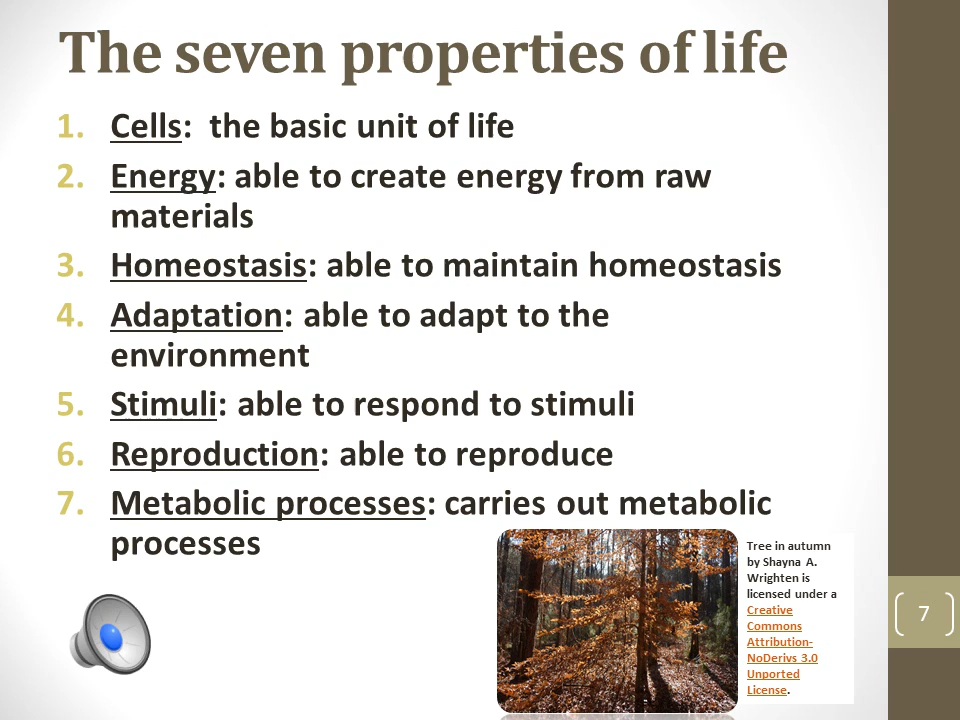 The seven properties of life
1. Cells:  the basic unit of life
2. Energy: able to create energy from raw
materials
3. Homeostasis: able to maintain homeostasis
4. Adaptation: able to adapt to the
environment
5. Stimuli: able to respond to stimuli
6. Reproduction: able to reproduce
7. Metabolic processes: carries out metabolic
processes
Tree in autumn
by Shayna A.
Wrighten is
licensed under a
Creative
Commons
Attribution-
NoDerivs 3.0
Unported
License.
7